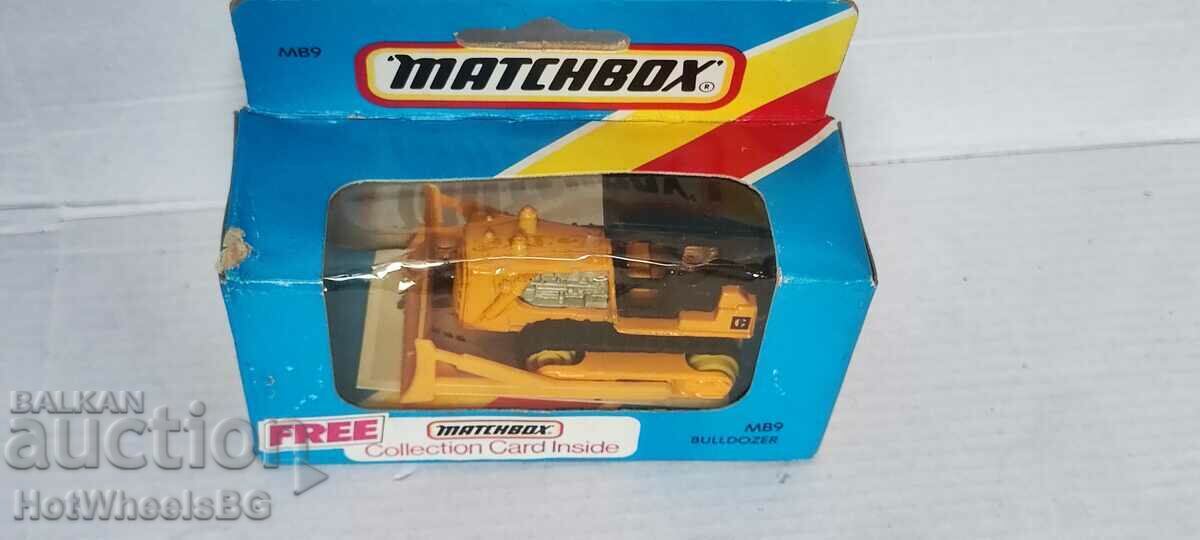 MB9
'MATCHBOX'®
C
FREE
MATCHBOX
Collection Card Inside
MB9
BULLDOZER
BALKAN
auction
HotWheelsBG